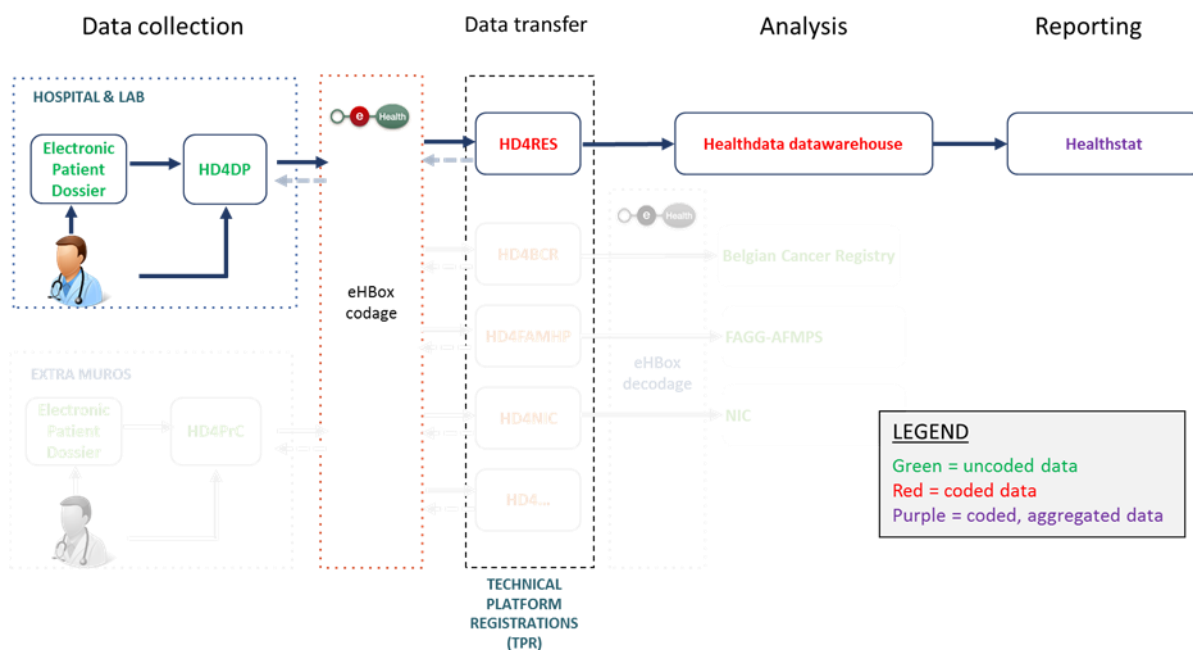 Data collection
Data transfer
Analysis
Reporting
HOSPITAL & LAB
Electronic
Patient
Dossier
HD4DP
e Health
HD4RES
Healthdata datawarehouse
Healthstat
e Health
HD4BCR
Belgian Cancer Registry
eHBox
codage
HD4FAMHP
FAGG-AFMPS
eHBox
decodage
EXTRA MUROS
Electronic
Patient
Dossier
HD4PrC
HD4NIC
NIC
HD4...
LEGEND
Green = uncoded data
Red = coded data
Purple = coded, aggregated data
TECHNICAL
PLATFORM
REGISTRATIONS
(TPR)